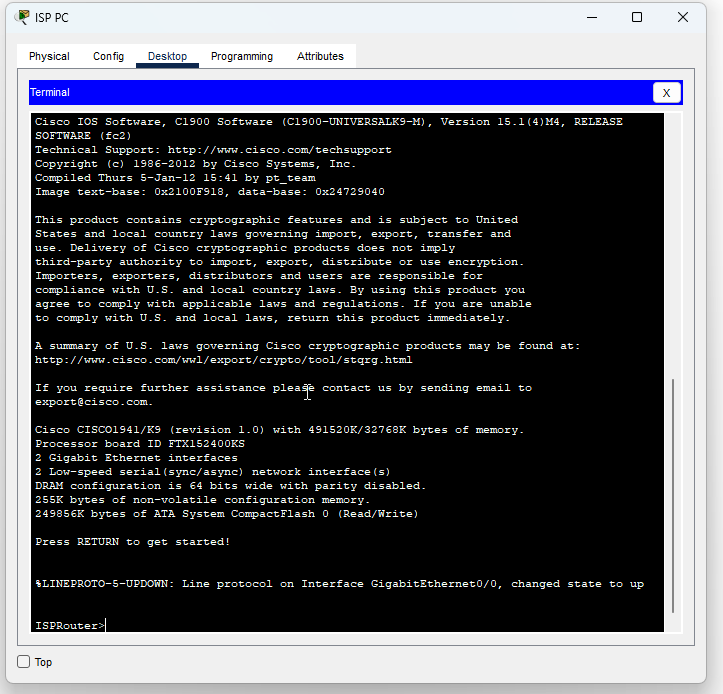 ISP PC
Physical Config Desktop Programming Attributes
Terminal X
Cisco IOS Software, C1900 Software (C1900-UNIVERSALK9-M), Version 15.1(4)M4, RELEASE
SOFTWARE (fc2)
Technical Support: http://www.cisco.com/techsupport
Copyright (c) 1986-2012 by Cisco Systems, Inc.
Compiled Thurs 5-Jan-12 15:41 by pt_team
Image text-base: 0x2100F918, data-base: 0x24729040
This product contains cryptographic features and is subject to United
States and local country laws governing import, export, transfer and
use. Delivery of Cisco cryptographic products does not imply
third-party authority to import, export, distribute or use encryption.
Importers, exporters, distributors and users are responsible for
compliance with U.S. and local country laws. By using this product you
agree to comply with applicable laws and regulations. If you are unable
to comply with U.S. and local laws, return this product immediately.
A summary of U.S. laws governing Cisco cryptographic products may be found at:
http://www.cisco.com/wwl/export/crypto/tool/stqrg.html
If you require further assistance please contact us by sending email to
export@cisco.com.
Cisco CISCO1941/K9 (revision 1.0) with 491520K/32768K bytes of memory.
Processor board ID FTX152400KS
2 Gigabit Ethernet interfaces
2 Low-speed serial(sync/async) network interface(s)
DRAM configuration is 64 bits wide with parity disabled.
255K bytes of non-volatile configuration memory.
249856K bytes of ATA System CompactFlash 0 (Read/Write)
Press RETURN to get started!
%LINEPROTO-5-UPDOWN: Line protocol on Interface GigabitEthernet0/0, changed state to up
ISPRouter>
Top